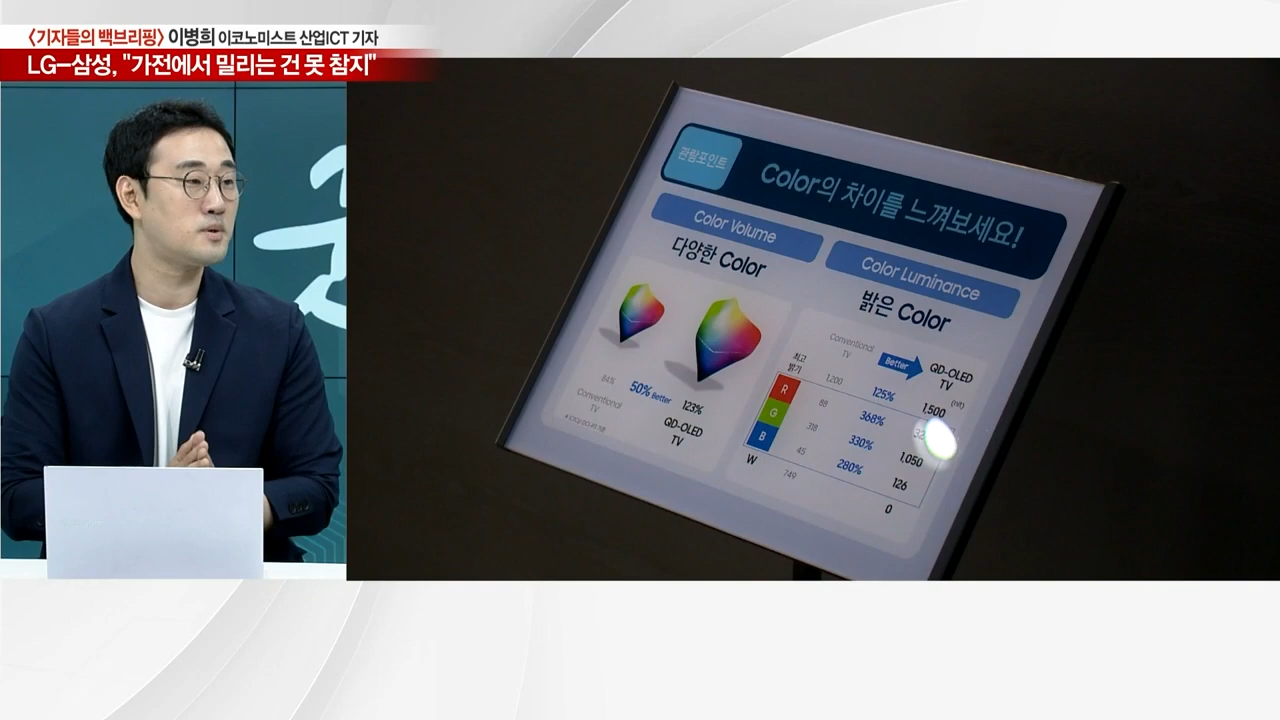 <기자들의 백브리핑> 이병희 이코노미스트 산업ICT 기자
LG-삼성, "가전에서 밀리는 건 못 참지"
관람포인트
Color의 차이를 느껴보세요!
Color Volume
다양한 Color
84%
Conventional
TV
50% Better
123%
QD-OLED
TV
Color Luminance
밝은 Color
Conventional
TV
Better
QD-OLED
TV
(nit)
최고
밝기
1,200
125%
1,500
R
88
368%
G
318
330%
1,050
B
45
280%
126
W
749
0